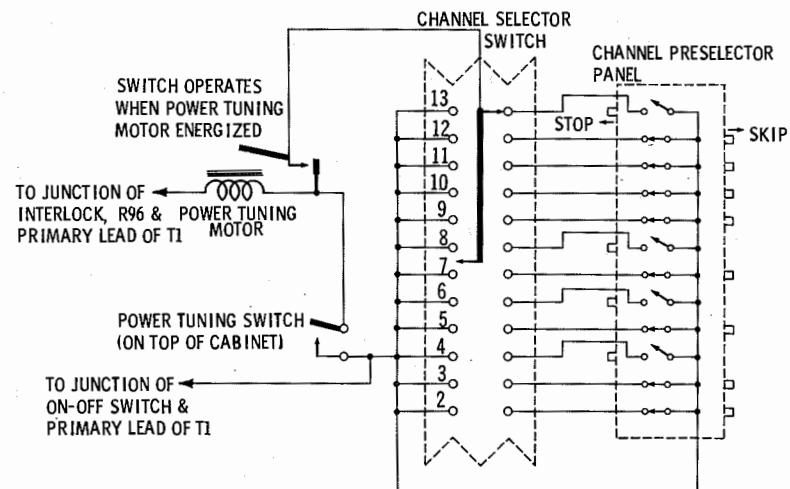 CHANNEL SELECTOR
SWITCH
CHANNEL PRESELECTOR
PANEL
SWITCH OPERATES
WHEN POWER TUNING
MOTOR ENERGIZED
13
12
11
10
9
8
7
6
5
4
3
2
STOP
SKIP
TO JUNCTION OF
INTERLOCK, R96 &
PRIMARY LEAD OF T1
POWER TUNING
MOTOR
POWER TUNING SWITCH
(ON TOP OF CABINET)
TO JUNCTION OF
ON-OFF SWITCH &
PRIMARY LEAD OF T1